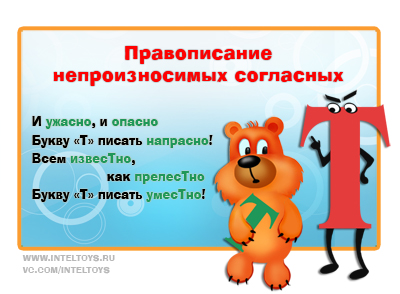 Правописание
непроизносимых согласных
И ужасно, и опасно
Букву «Т» писать напрасно!
Всем извесТно,
как прелесТно
Букву «Т» писать умесТно!
Т
Т
WWW.INTELTOYS.RU
VC.COM/INTELTOYS